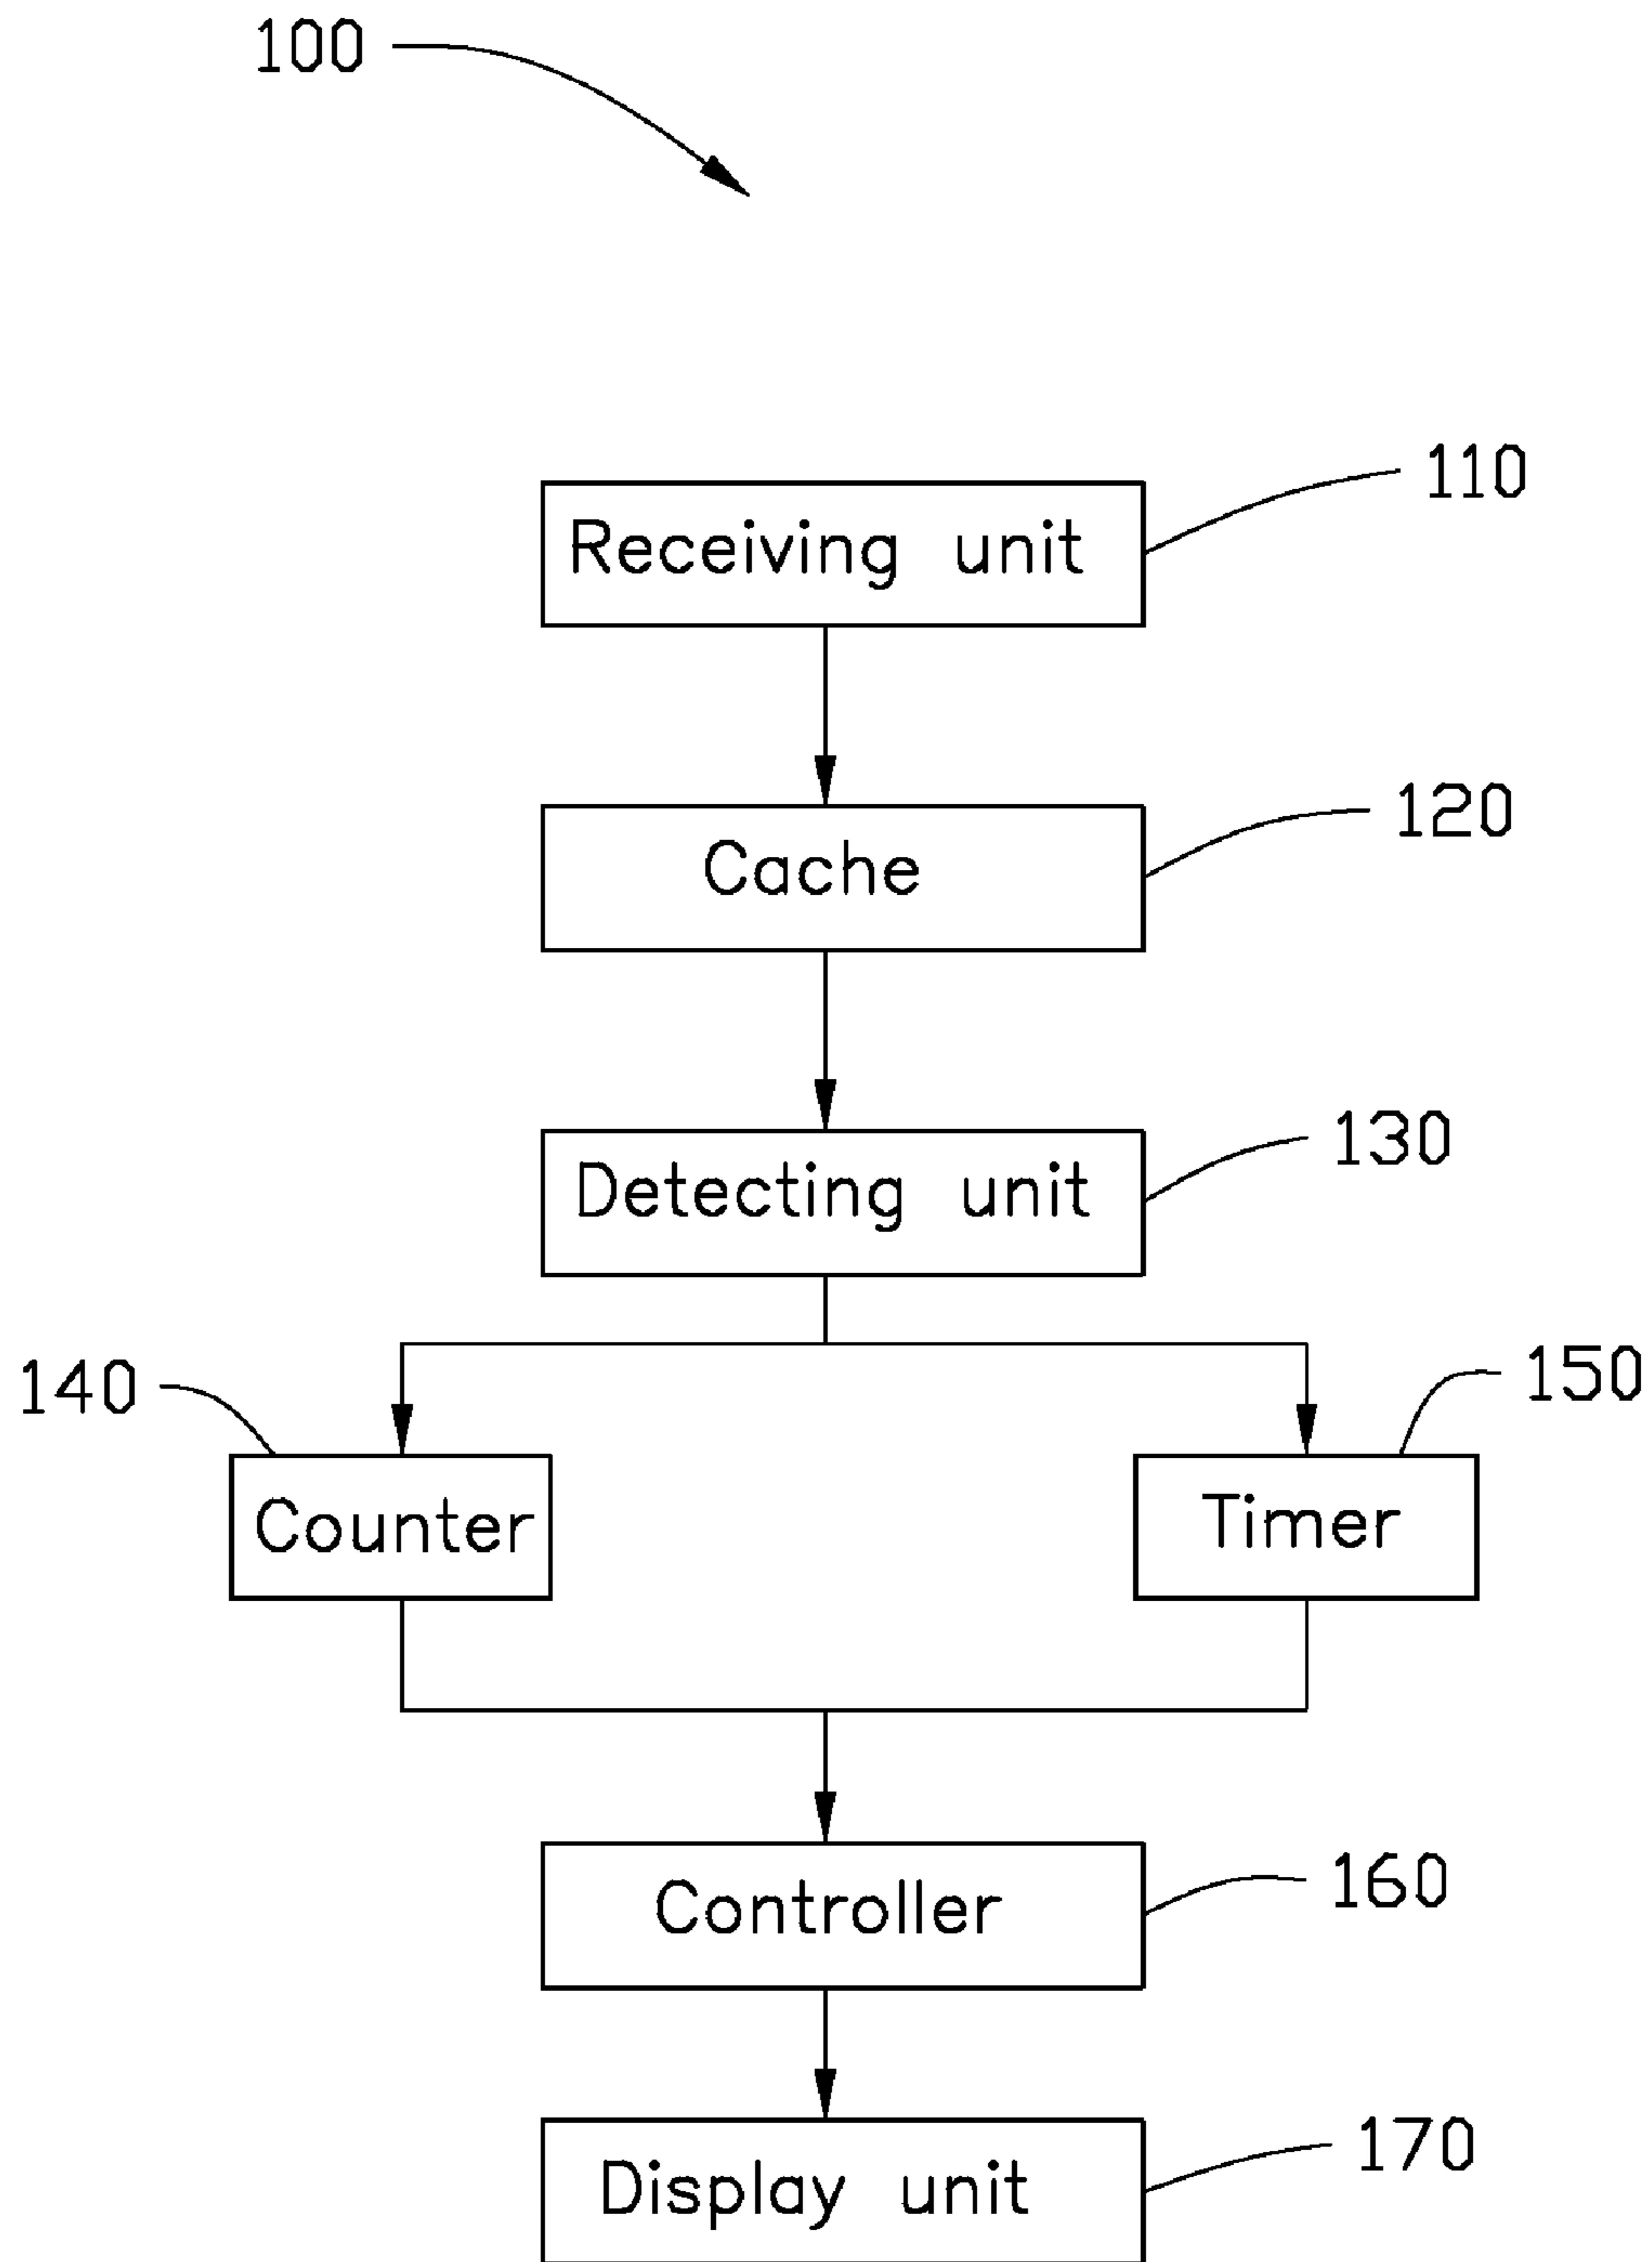 100
110
Receiving unit
120
Cache
130
Detecting unit
140
150
Counter
Timer
160
Controller
170
Display unit